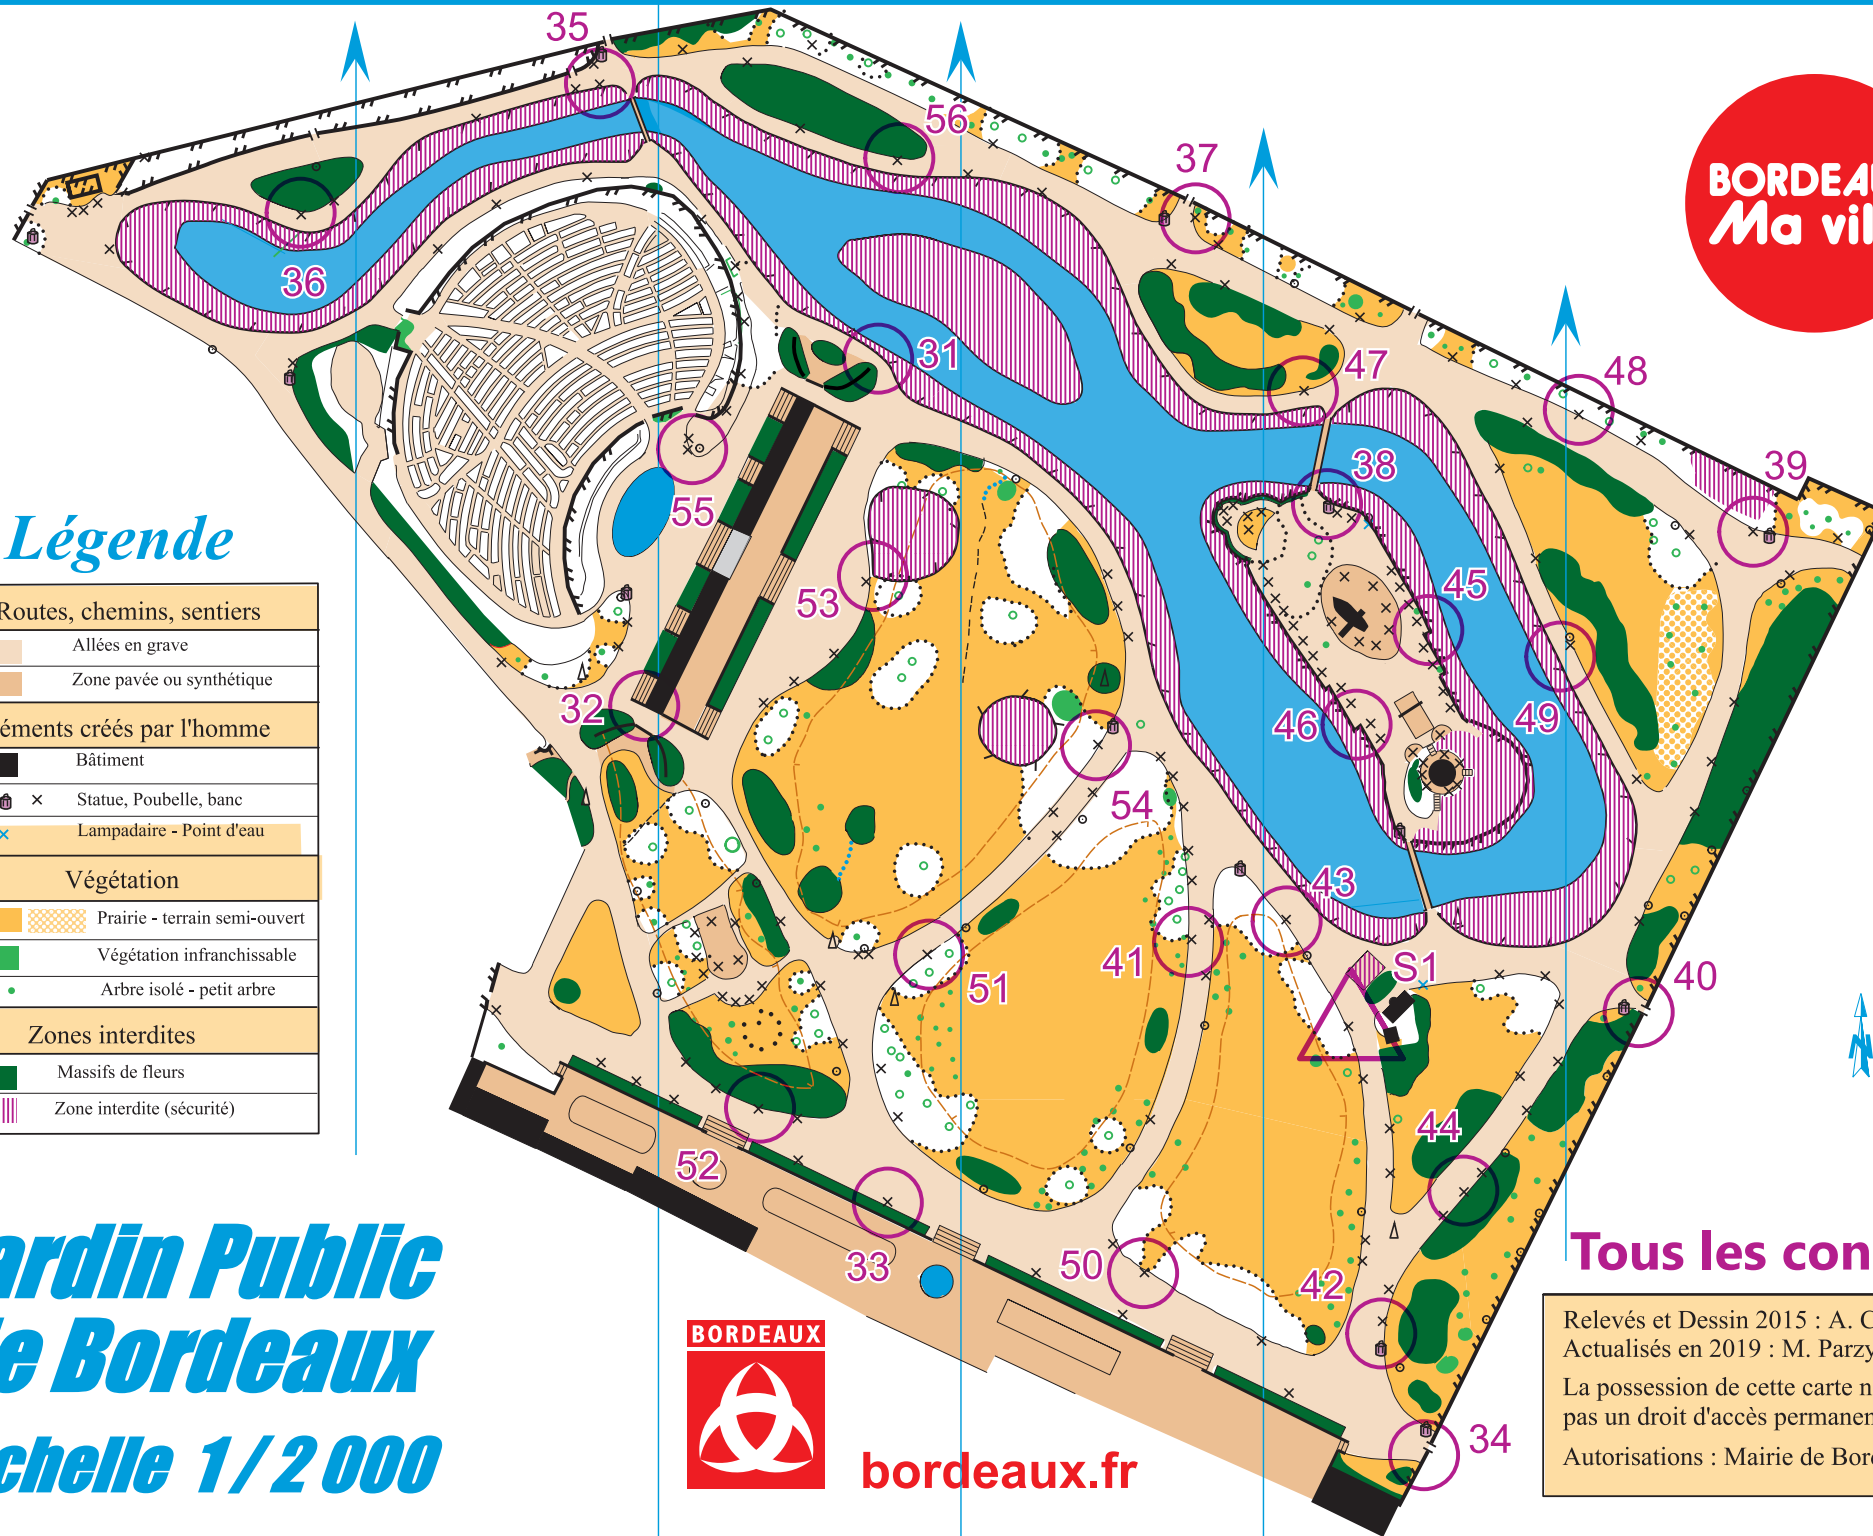 35
56
37
BORDEAU
Ma vil
36
31
47
48
38
39
55
Légende
Routes, chemins, sentiers
Allées en grave
Zone pavée ou synthétique
éments créés par l'homme
Bâtiment
Statue, Poubelle, banc
Lampadaire - Point d'eau
Végétation
Prairie - terrain semi-ouvert
Végétation infranchissable
Arbre isolé - petit arbre
Zones interdites
Massifs de fleurs
Zone interdite (sécurité)
53
45
32
46
49
54
43
41
S1
51
40
44
52
33
50
42
34
ardin Public
e Bordeaux
chelle 1 / 2 000
BORDEAUX
bordeaux.fr
Tous les con
Relevés et Dessin 2015 : A. C
Actualisés en 2019 : M. Parzy
La possession de cette carte n
pas un droit d'accès permanen
Autorisations : Mairie de Bor
N